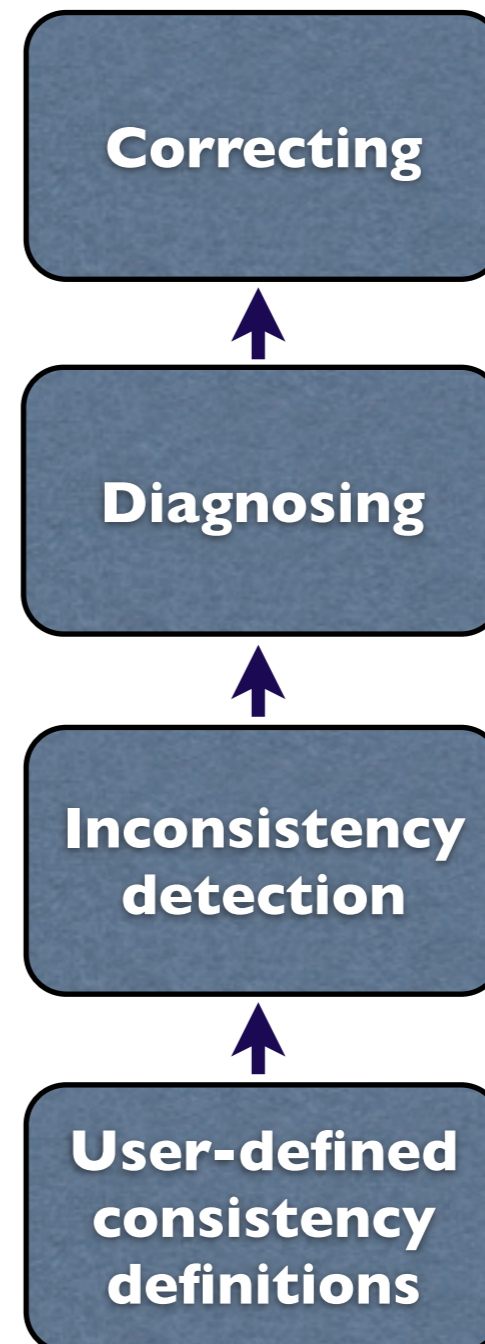 Correcting
Diagnosing
Inconsistency
detection
User-defined
consistency
definitions